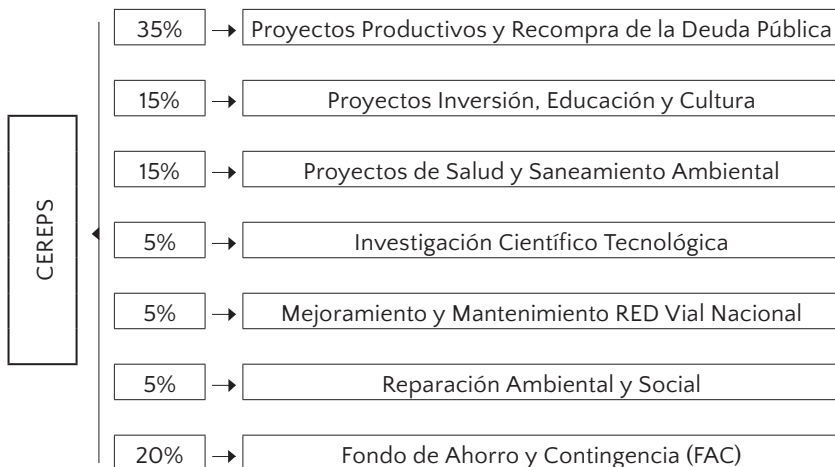 35% Proyectos Productivos y Recompra de la Deuda Pública
15% Proyectos Inversión, Educación y Cultura
15% Proyectos de Salud y Saneamiento Ambiental
CEREPS
5% Investigación Científico Tecnológica
5% Mejoramiento y Mantenimiento RED Vial Nacional
5% Reparación Ambiental y Social
20% Fondo de Ahorro y Contingencia (FAC)